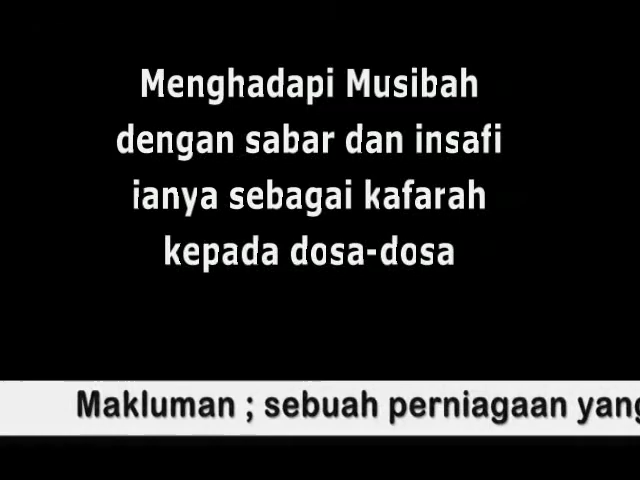 Menghadapi Musibah
dengan sabar dan insafi
ianya sebagai kafarah
kepada dosa-dosa
Makluman ; sebuah perniagaan yang